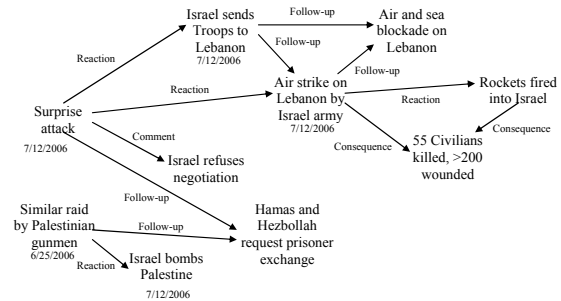 Israel sends
Troops to
Lebanon
7/12/2006
Follow-up
Air and sea
blockade on
Lebanon
Follow-up
Reaction
Follow-up
Reaction
Air strike on
Lebanon by
Israel army
7/12/2006
Reaction
Rockets fired
into Israel
Surprise
attack
7/12/2006
Comment
Israel refuses
negotiation
Consequence
55 Civilians
killed, >200
wounded
Consequence
Follow-up
Similar raid
by Palestinian
gunmen
6/25/2006
Follow-up
Hamas and
Hezbollah
request prisoner
exchange
Reaction
Israel bombs
Palestine
7/12/2006